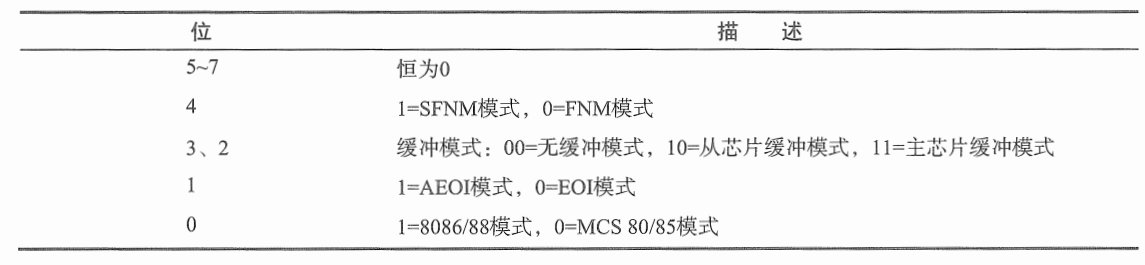 位 描 述
5~7 恒为0
4 1=SFNM模式，0=FNM模式
3、2 缓冲模式：00=无缓冲模式，10=从芯片缓冲模式，11=主芯片缓冲模式
1 1=AEOI模式，0=EOI模式
0 1=8086/88模式，0=MCS 80/85模式